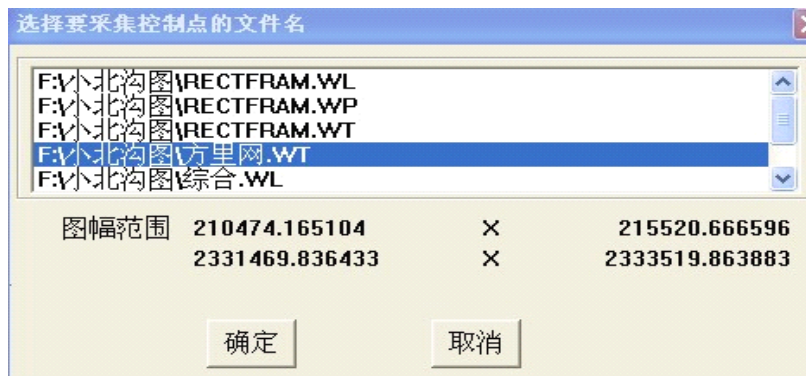 选择要采集控制点的文件名
F:\小北沟图\RECTFRAM.WL
F:\小北沟图\RECTFRAM.WP
F:\小北沟图\RECTFRAM.WT
F:\小北沟图\方里网.WT
F:\小北沟图\综合.WL
图幅范围 210474.165104 X 215520.666596
2331469.836433 X 2333519.863883
确定 取消